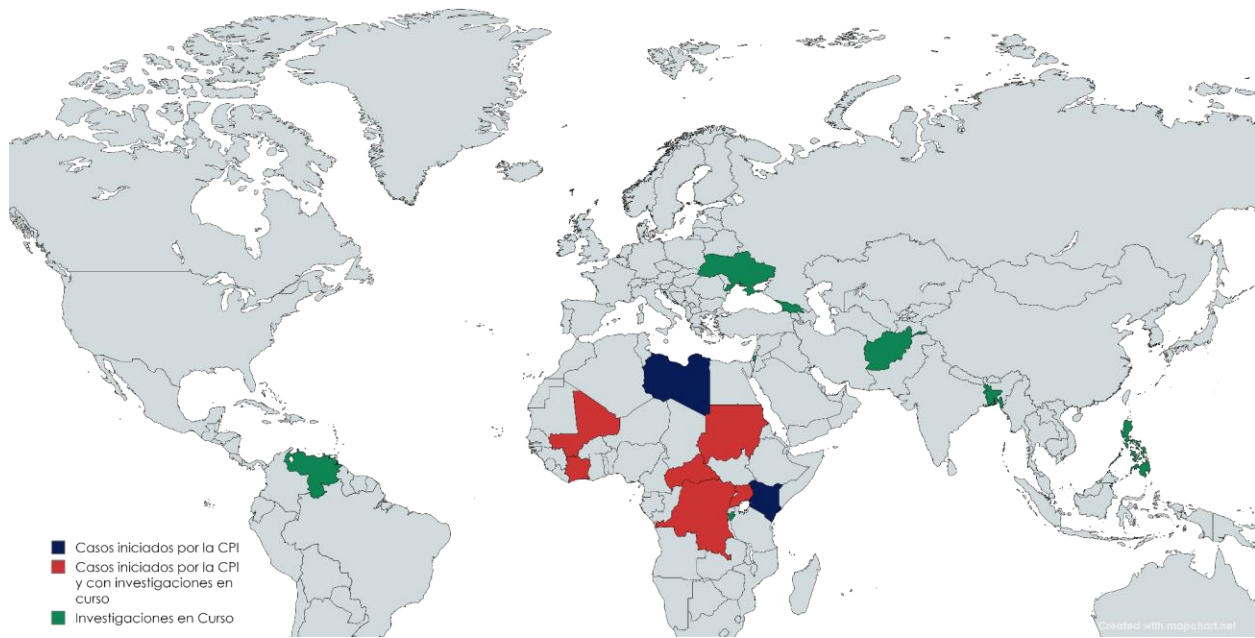 Casos iniciados por la CPI
Casos iniciados por la CPI
y con investigaciones en
curso
Investigaciones en Curso
Created with mapchart.net